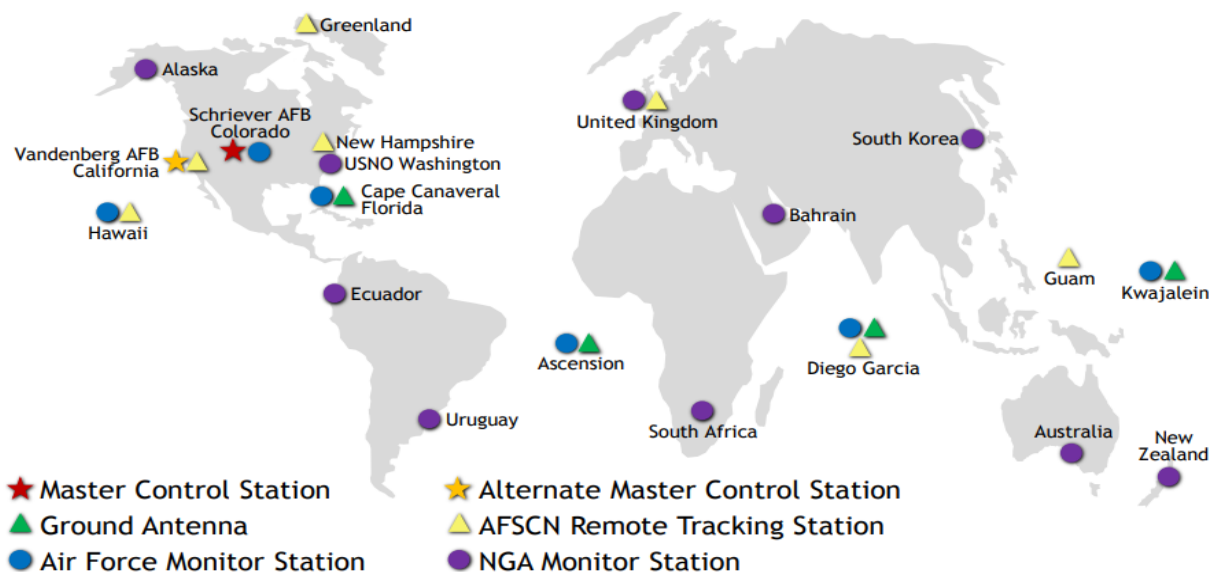 Greenland
Alaska
Schriever AFB
Colorado
United Kingdom
New Hampshire
South Korea
Vandenberg AFB
California
USNO Washington
Cape Canaveral
Florida
Bahrain
Hawaii
Guam
Kwajalein
Ecuador
Ascension
Diego Garcia
Uruguay
South Africa
Australia
New
Zealand
Master Control Station
Alternate Master Control Station
Ground Antenna
AFSCN Remote Tracking Station
Air Force Monitor Station
NGA Monitor Station